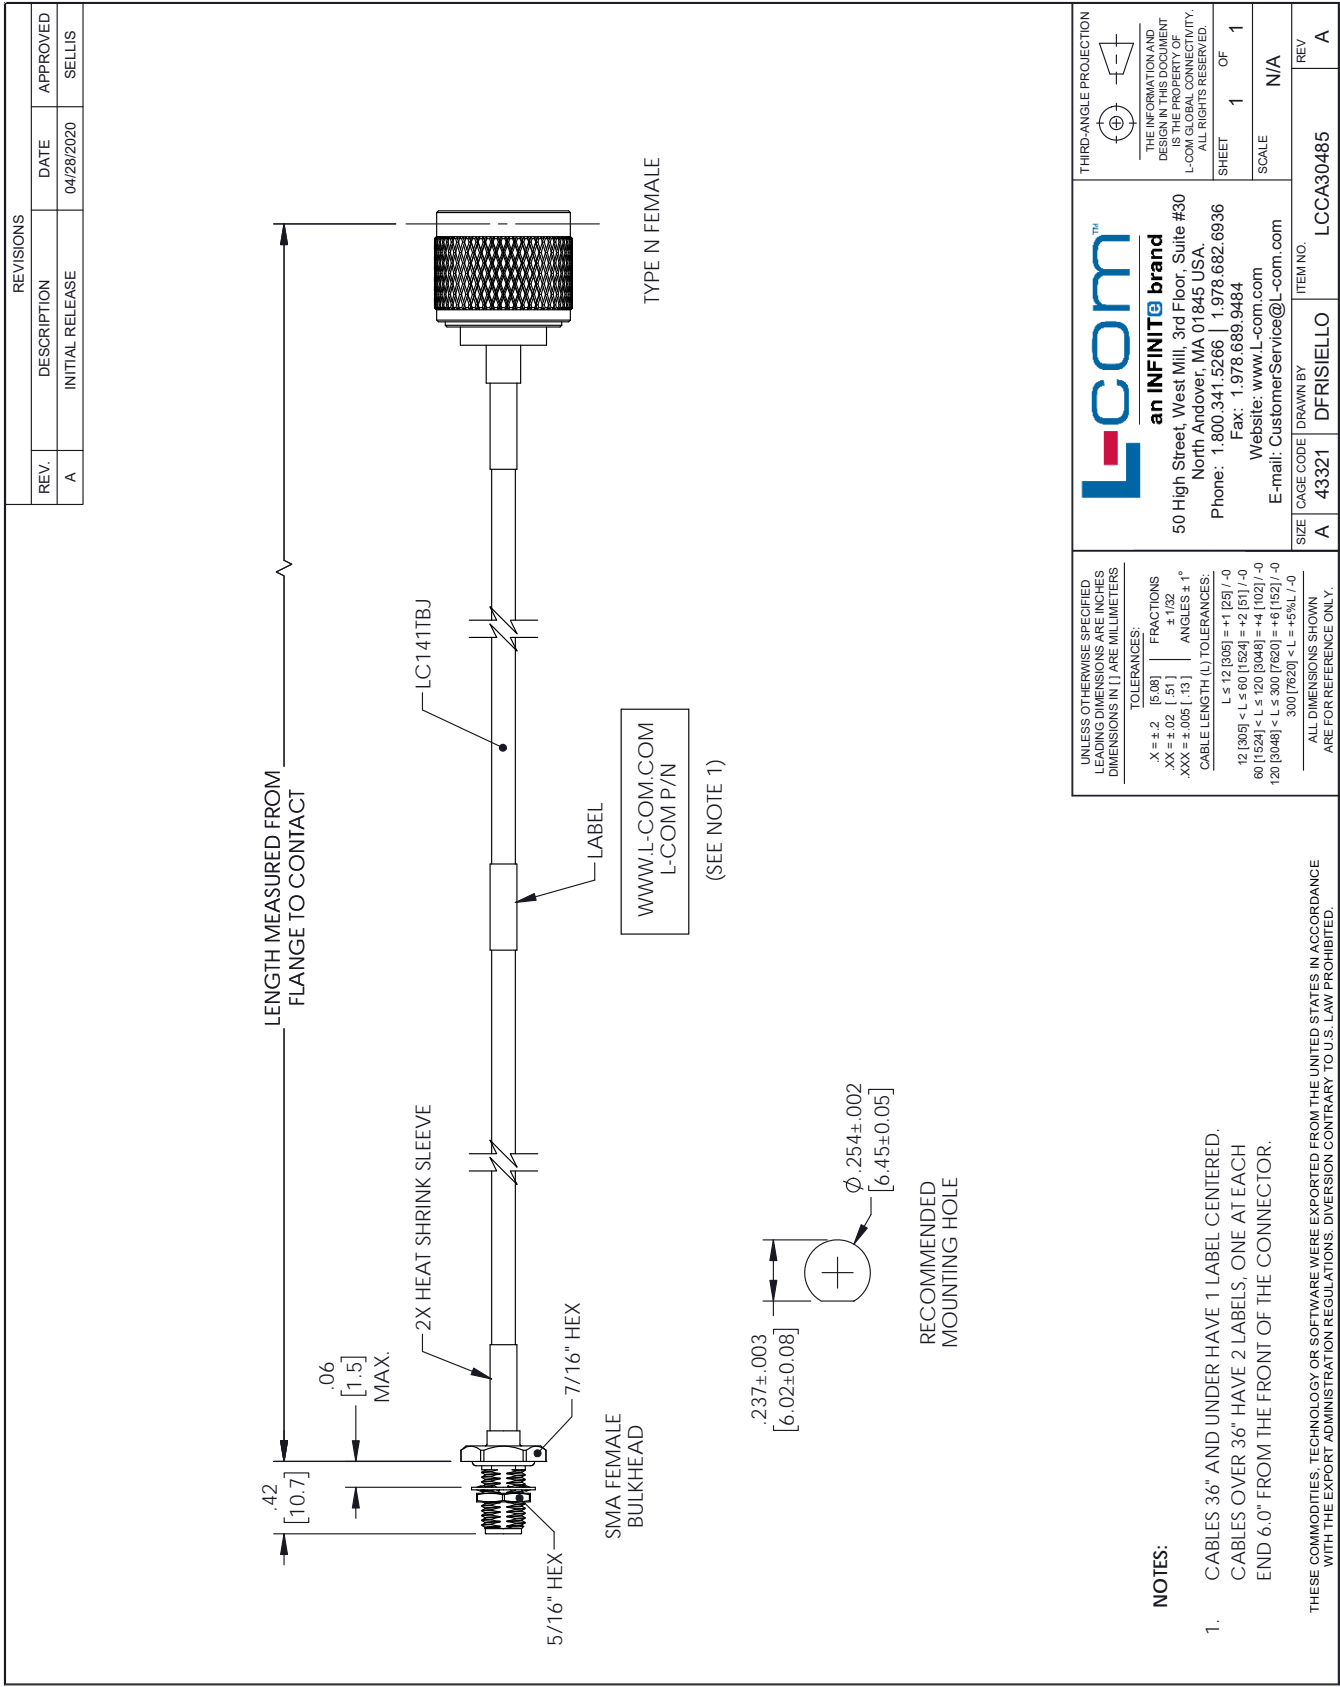 REVISIONS
REV. DESCRIPTION DATE APPROVED
A INITIAL RELEASE 04/28/2020 SELLIS
LENGTH MEASURED FROM
FLANGE TO CONTACT
.42
[10.7]
.06
[1.5]
MAX.
2X HEAT SHRINK SLEEVE
LC141TBJ
7/16" HEX
5/16" HEX
SMA FEMALE
BULKHEAD
LABEL
WWW.L-COM.COM
L-COM P/N
(SEE NOTE 1)
TYPE N FEMALE
.237±.003
[6.02±0.08]
Ø .254±.002
[6.45±0.05]
RECOMMENDED
MOUNTING HOLE
NOTES:
1. CABLES 36" AND UNDER HAVE 1 LABEL CENTERED.
CABLES OVER 36" HAVE 2 LABELS, ONE AT EACH
END 6.0" FROM THE FRONT OF THE CONNECTOR.
THESE COMMODITIES, TECHNOLOGY OR SOFTWARE WERE EXPORTED FROM THE UNITED STATES IN ACCORDANCE
WITH THE EXPORT ADMINISTRATION REGULATIONS. DIVERSION CONTRARY TO U.S. LAW PROHIBITED.
UNLESS OTHERWISE SPECIFIED
LEADING DIMENSIONS ARE INCHES
DIMENSIONS IN [ ] ARE MILLIMETERS
TOLERANCES:
.X = ±.2 [5.08] FRACTIONS
.XX = ±.02 [ .51 ] ± 1/32
.XXX = ±.005 [ .13 ] ANGLES ± 1°
CABLE LENGTH (L) TOLERANCES:
L ≤ 12 [305] = +1 [25] / -0
12 [305] < L ≤ 60 [1524] = +2 [51] / -0
60 [1524] < L ≤ 120 [3048] = +4 [102] / -0
120 [3048] < L ≤ 300 [7620] = +6 [152] / -0
300 [7620] < L = +5%L / -0
ALL DIMENSIONS SHOWN
ARE FOR REFERENCE ONLY.
L-com™
an INFINITe brand
50 High Street, West Mill, 3rd Floor, Suite #30
North Andover, MA 01845 USA.
Phone: 1.800.341.5266 | 1.978.682.6936
Fax: 1.978.689.9484
Website: www.L-com.com
E-mail: CustomerService@L-com.com
THIRD-ANGLE PROJECTION
THE INFORMATION AND
DESIGN IN THIS DOCUMENT
IS THE PROPERTY OF
L-COM GLOBAL CONNECTIVITY.
ALL RIGHTS RESERVED.
SHEET 1 OF 1
SCALE N/A
SIZE A
CAGE CODE 43321
DRAWN BY DFRISIELLO
ITEM NO. LCCA30485
REV A